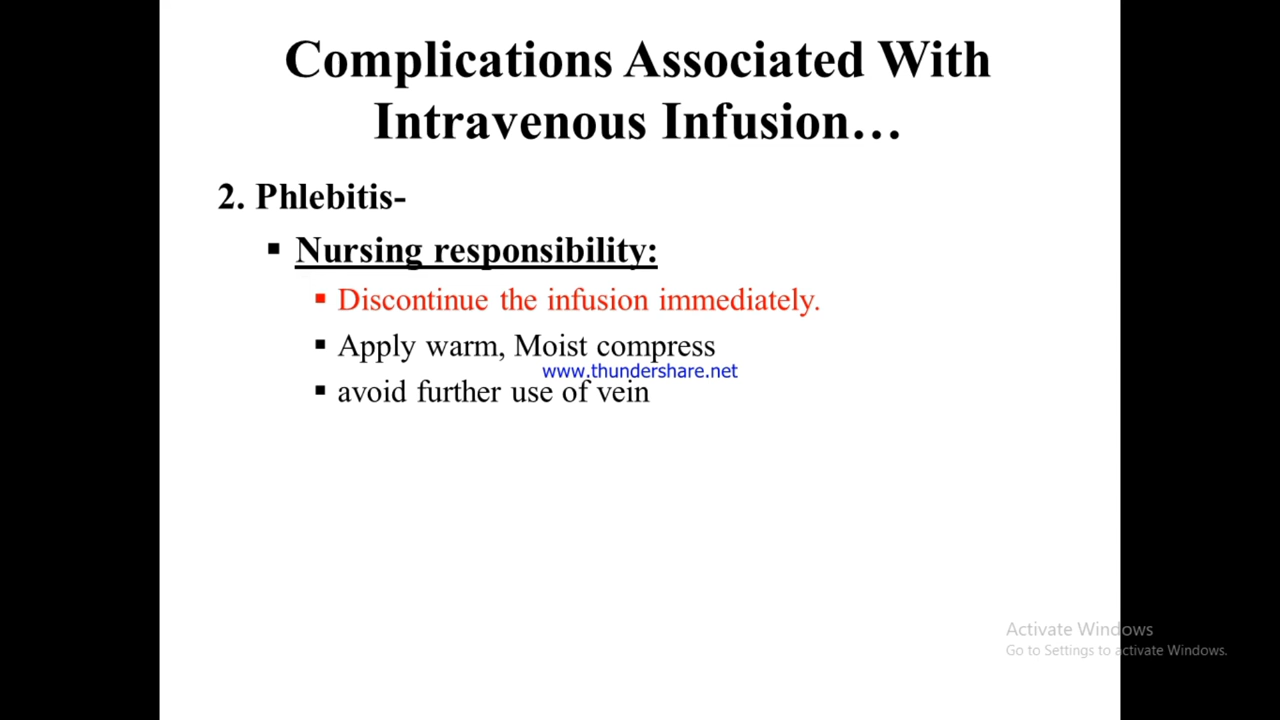 Complications Associated With
Intravenous Infusion…
2. Phlebitis-
▪ Nursing responsibility:
▪ Discontinue the infusion immediately.
▪ Apply warm, Moist compress
www.thundershare.net
▪ avoid further use of vein
Activate Windows
Go to Settings to activate Windows.